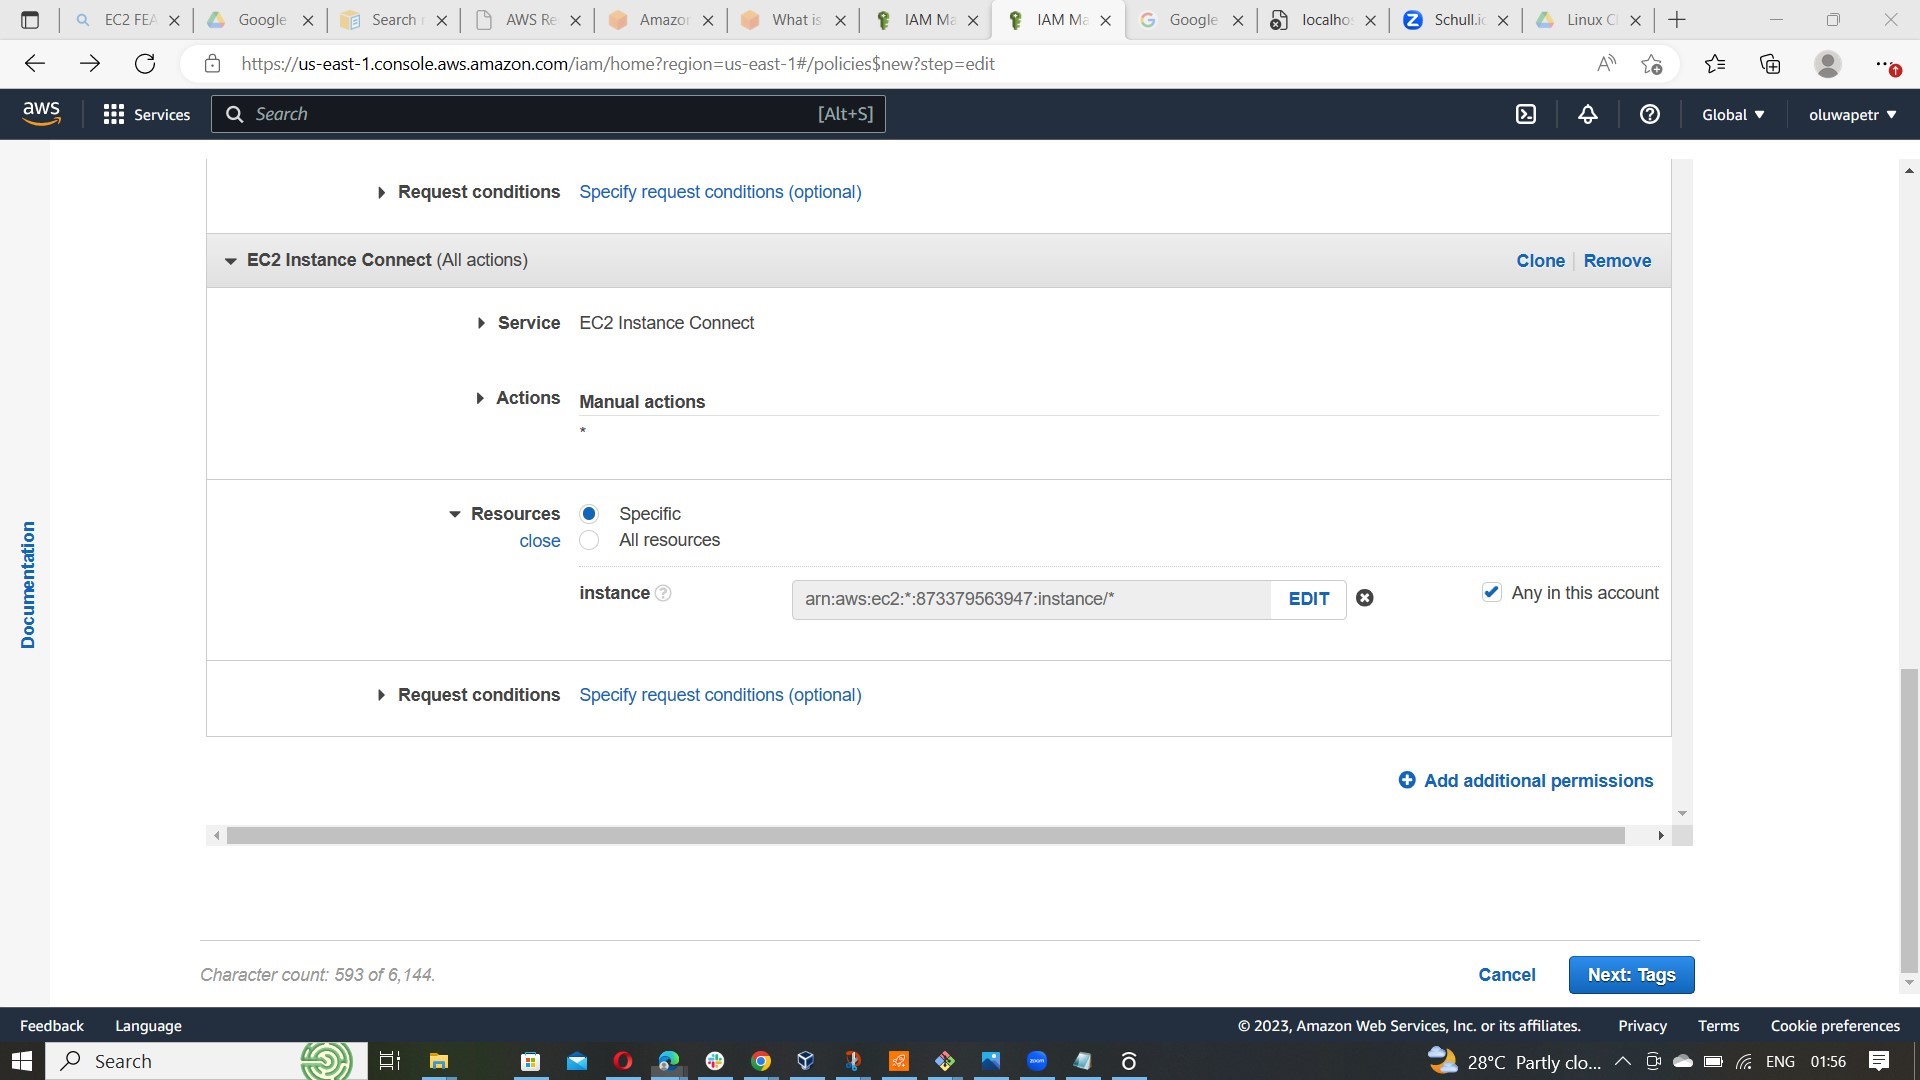 EC2 FEA
Google
Search r
AWS Re
Amazon
What is
IAM Ma
IAM Ma
Google
localhos
Schull.io
Linux Cl
https://us-east-1.console.aws.amazon.com/iam/home?region=us-east-1#/policies$new?step=edit
aws
Services
Search
[Alt+S]
Global
oluwapetr
Request conditions
Specify request conditions (optional)
EC2 Instance Connect (All actions)
Clone
Remove
Service
EC2 Instance Connect
Actions
Manual actions
*
Resources
Specific
close
All resources
instance
arn:aws:ec2:*:873379563947:instance/*
EDIT
Any in this account
Documentation
Request conditions
Specify request conditions (optional)
Add additional permissions
Character count: 593 of 6,144.
Cancel
Next: Tags
Feedback
Language
© 2023, Amazon Web Services, Inc. or its affiliates.
Privacy
Terms
Cookie preferences
Search
zoom
28°C Partly clo...
ENG
01:56